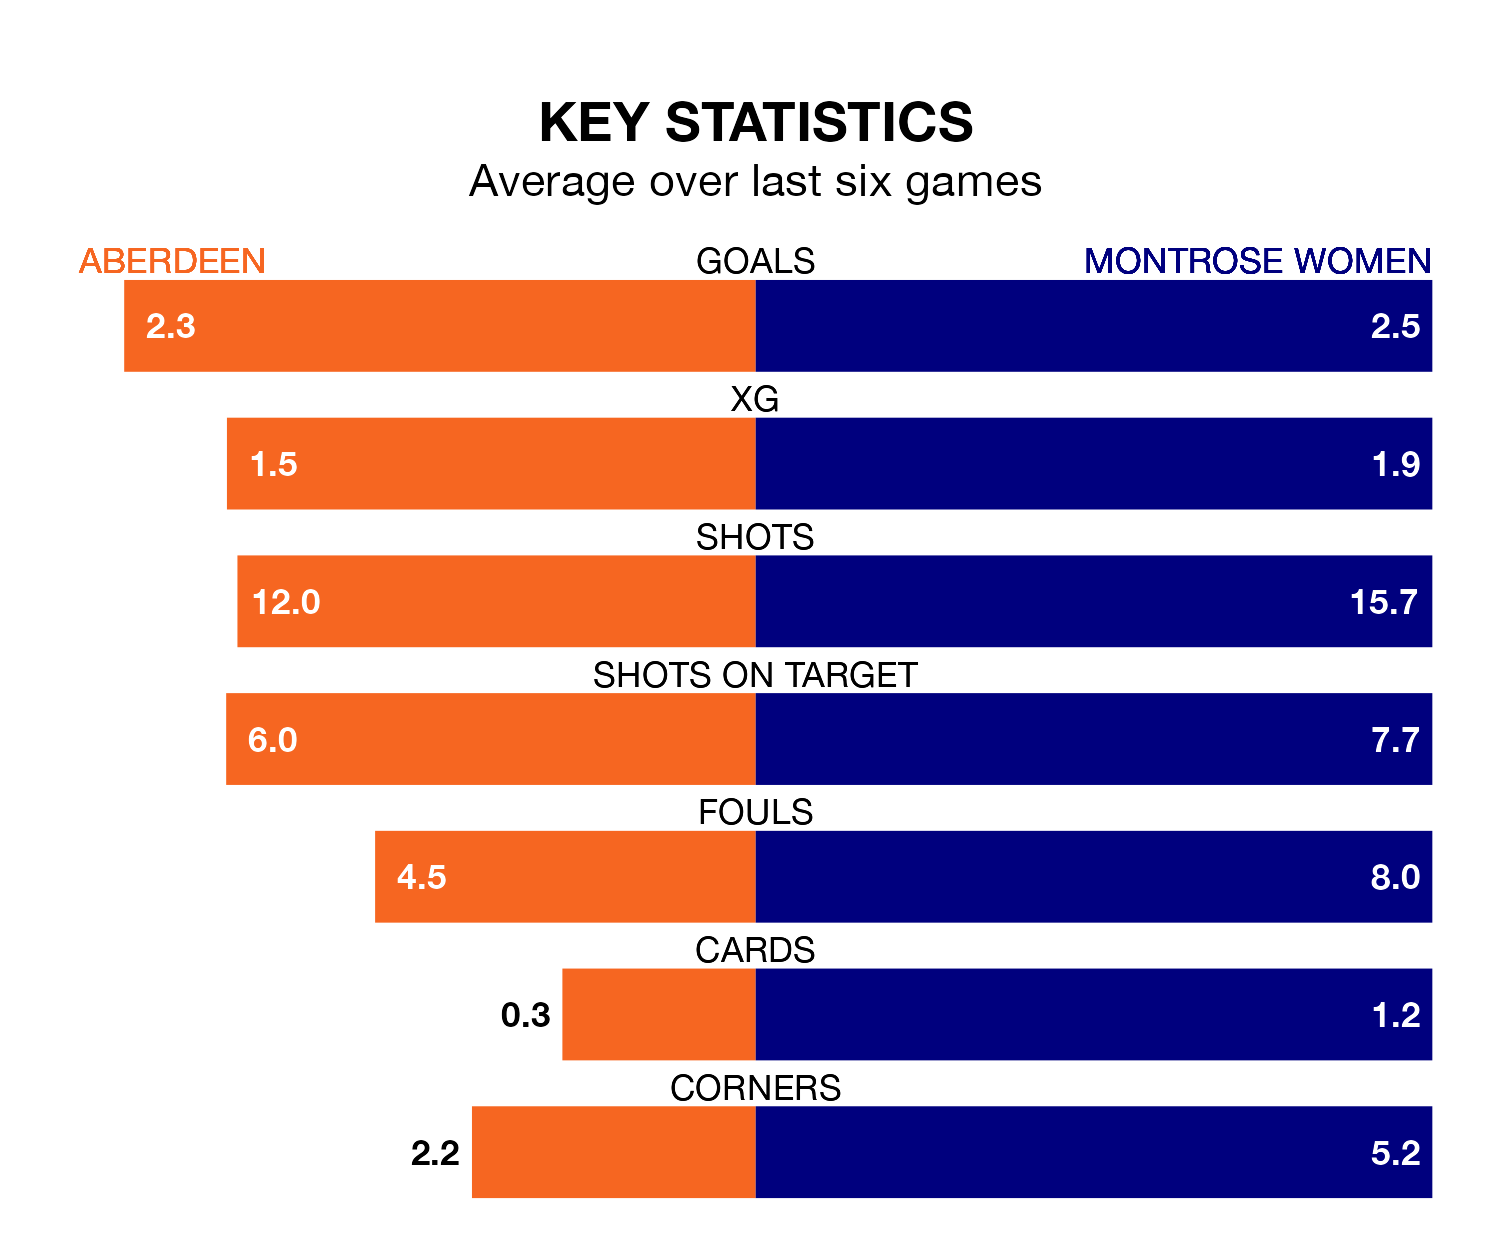 KEY STATISTICS
Average over last six games
ABERDEEN GOALS MONTROSE WOMEN
2.3 2.5
XG
1.5 1.9
SHOTS
12.0 15.7
SHOTS ON TARGET
6.0 7.7
FOULS
4.5 8.0
CARDS
0.3 1.2
CORNERS
2.2 5.2